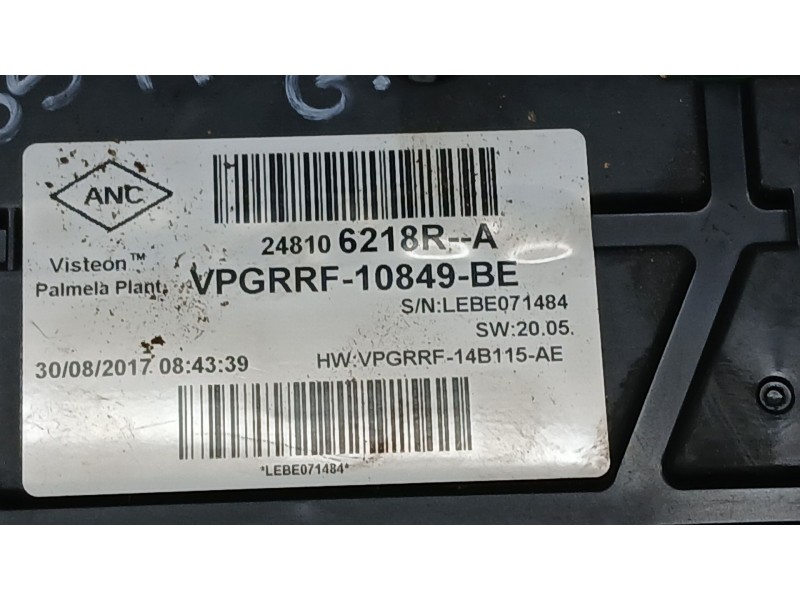 ANC
24810 6218R--A
Visteon™
Palmela Plant.
VPGRRF-10849-BE
S/N:LEBE071484
SW:20.05.
30/08/2017 08:43:39
HW:VPGRRF-14B115-AE
*LEBE071484*